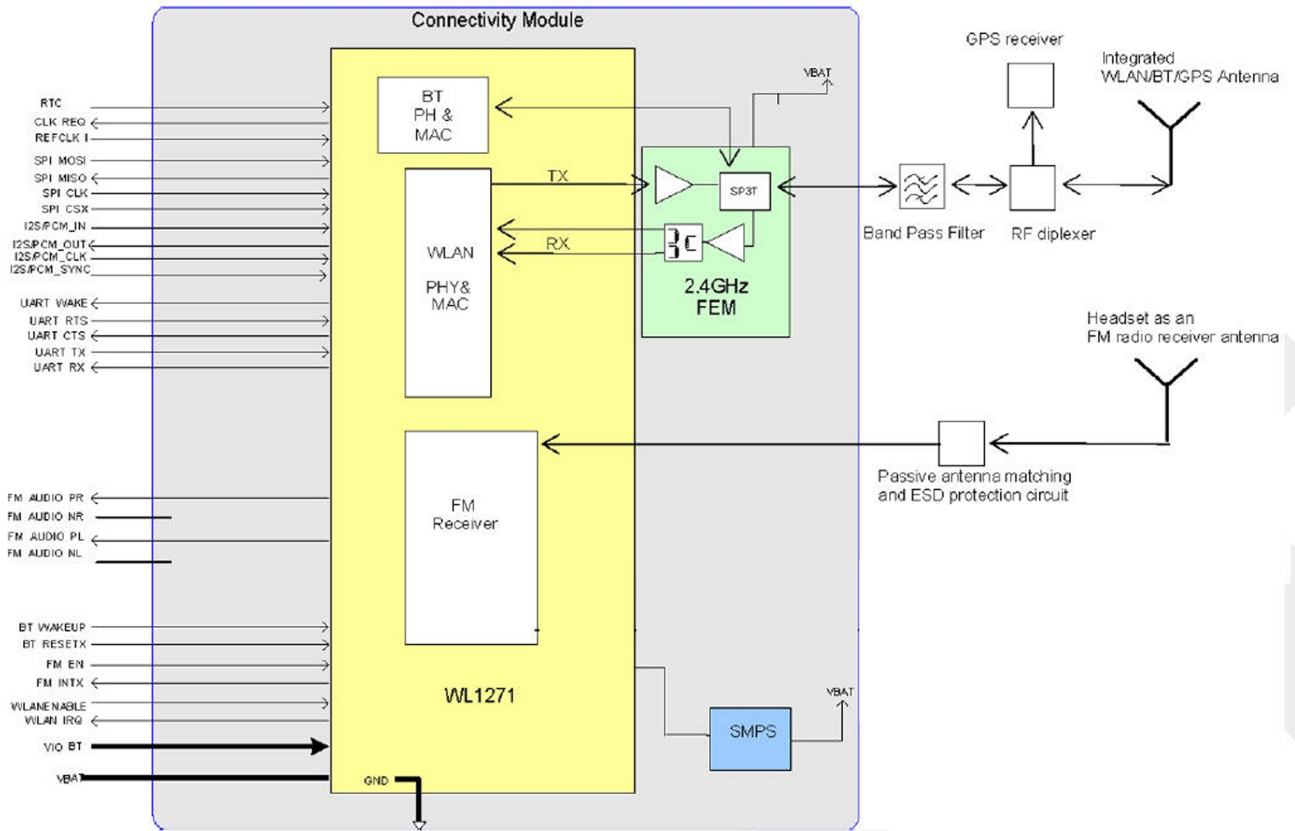 Connectivity Module
GPS receiver
Integrated
WLAN/BT/GPS Antenna
VBAT
BT
PH &
MAC
RTC
CLK REQ
REFCLK I
SPI MOSI
SPI MISO
SPI CLK
SPI CSX
I2S/PCM_IN
I2S/PCM_OUT
I2S/PCM_CLK
I2S/PCM_SYNC
UART WAKE
UART RTS
UART CTS
UART TX
UART RX
TX
SP3T
RX
WLAN
PHY&
MAC
2.4GHz
FEM
Band Pass Filter
RF diplexer
Headset as an
FM radio receiver antenna
Passive antenna matching
and ESD protection circuit
FM AUDIO PR
FM AUDIO NR
FM AUDIO PL
FM AUDIO NL
FM
Receiver
BT WAKEUP
BT RESETX
FM EN
FM INTX
WLANENABLE
WLAN IRQ
VIO BT
VBAT
WL1271
GND
SMPS
VBAT